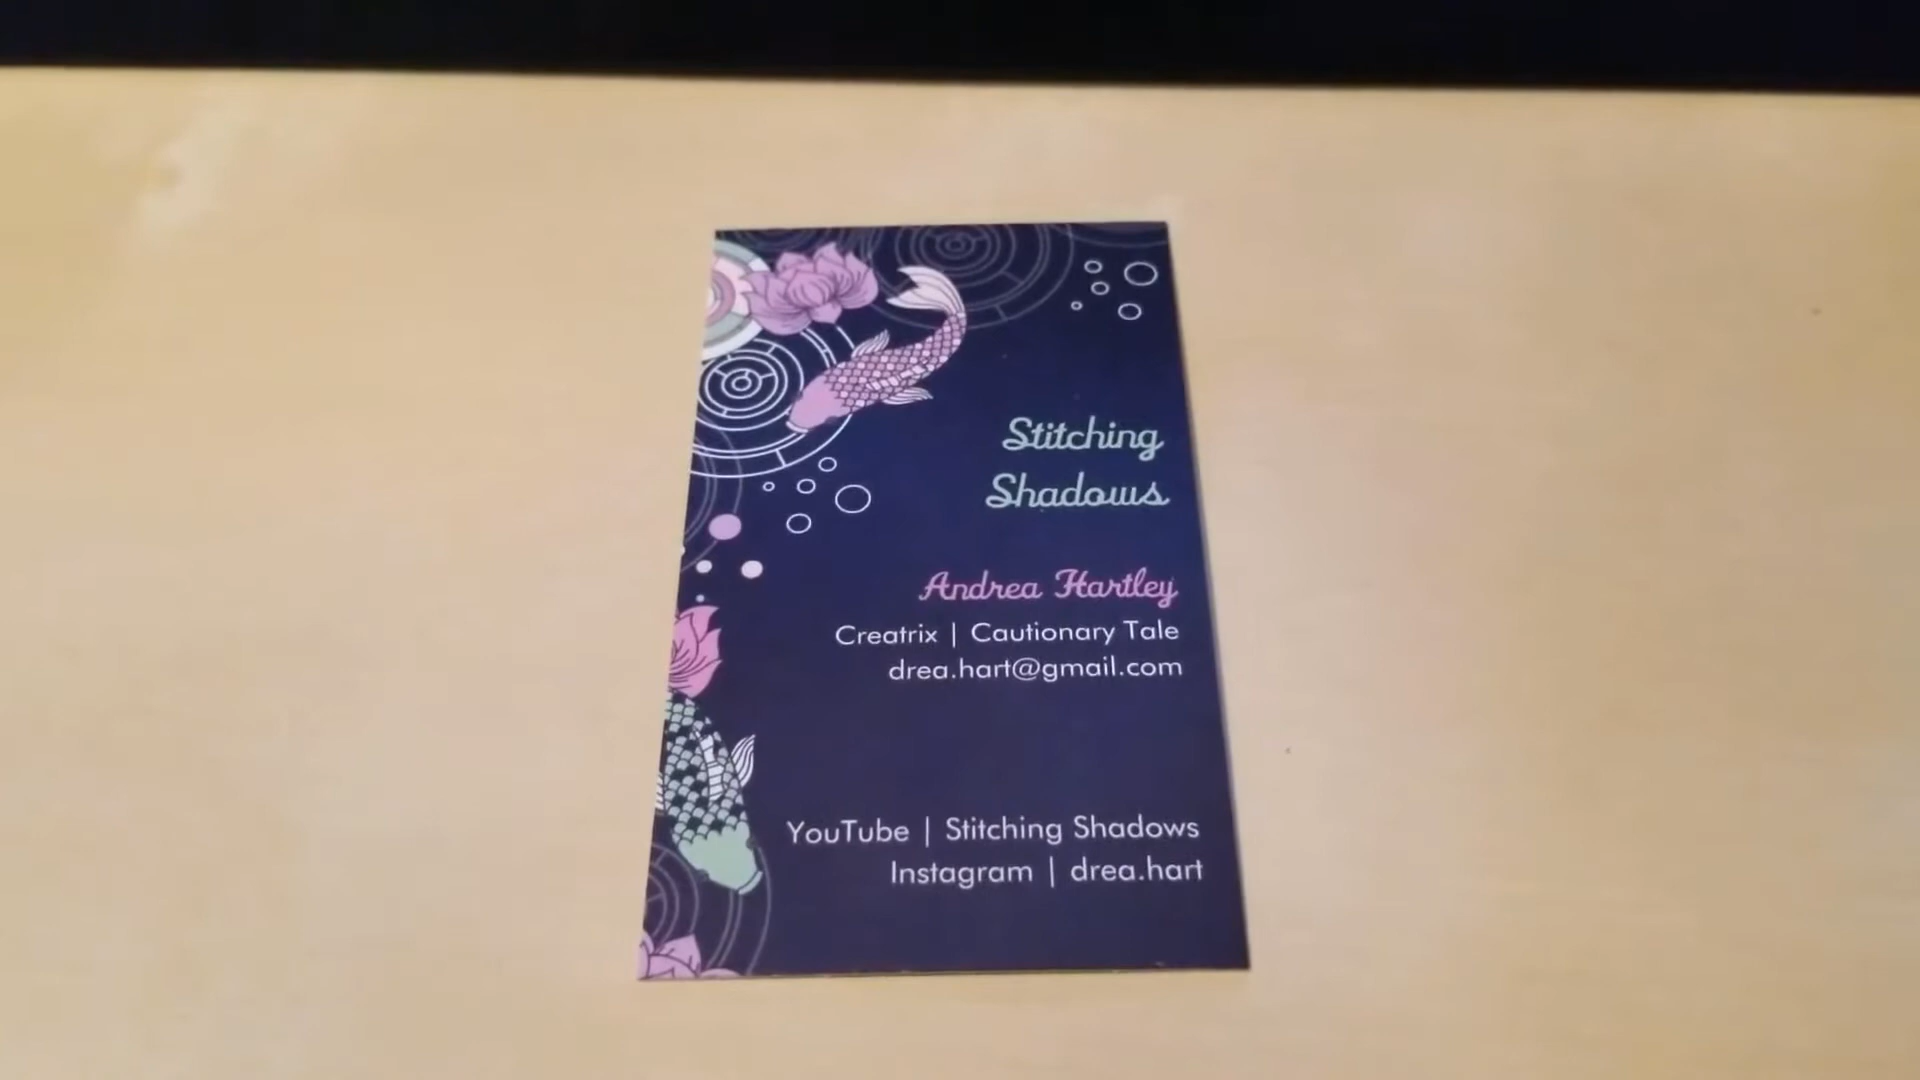 Stitching
Shadows
Andrea Hartley
Creatrix | Cautionary Tale
drea.hart@gmail.com
YouTube | Stitching Shadows
Instagram | drea.hart